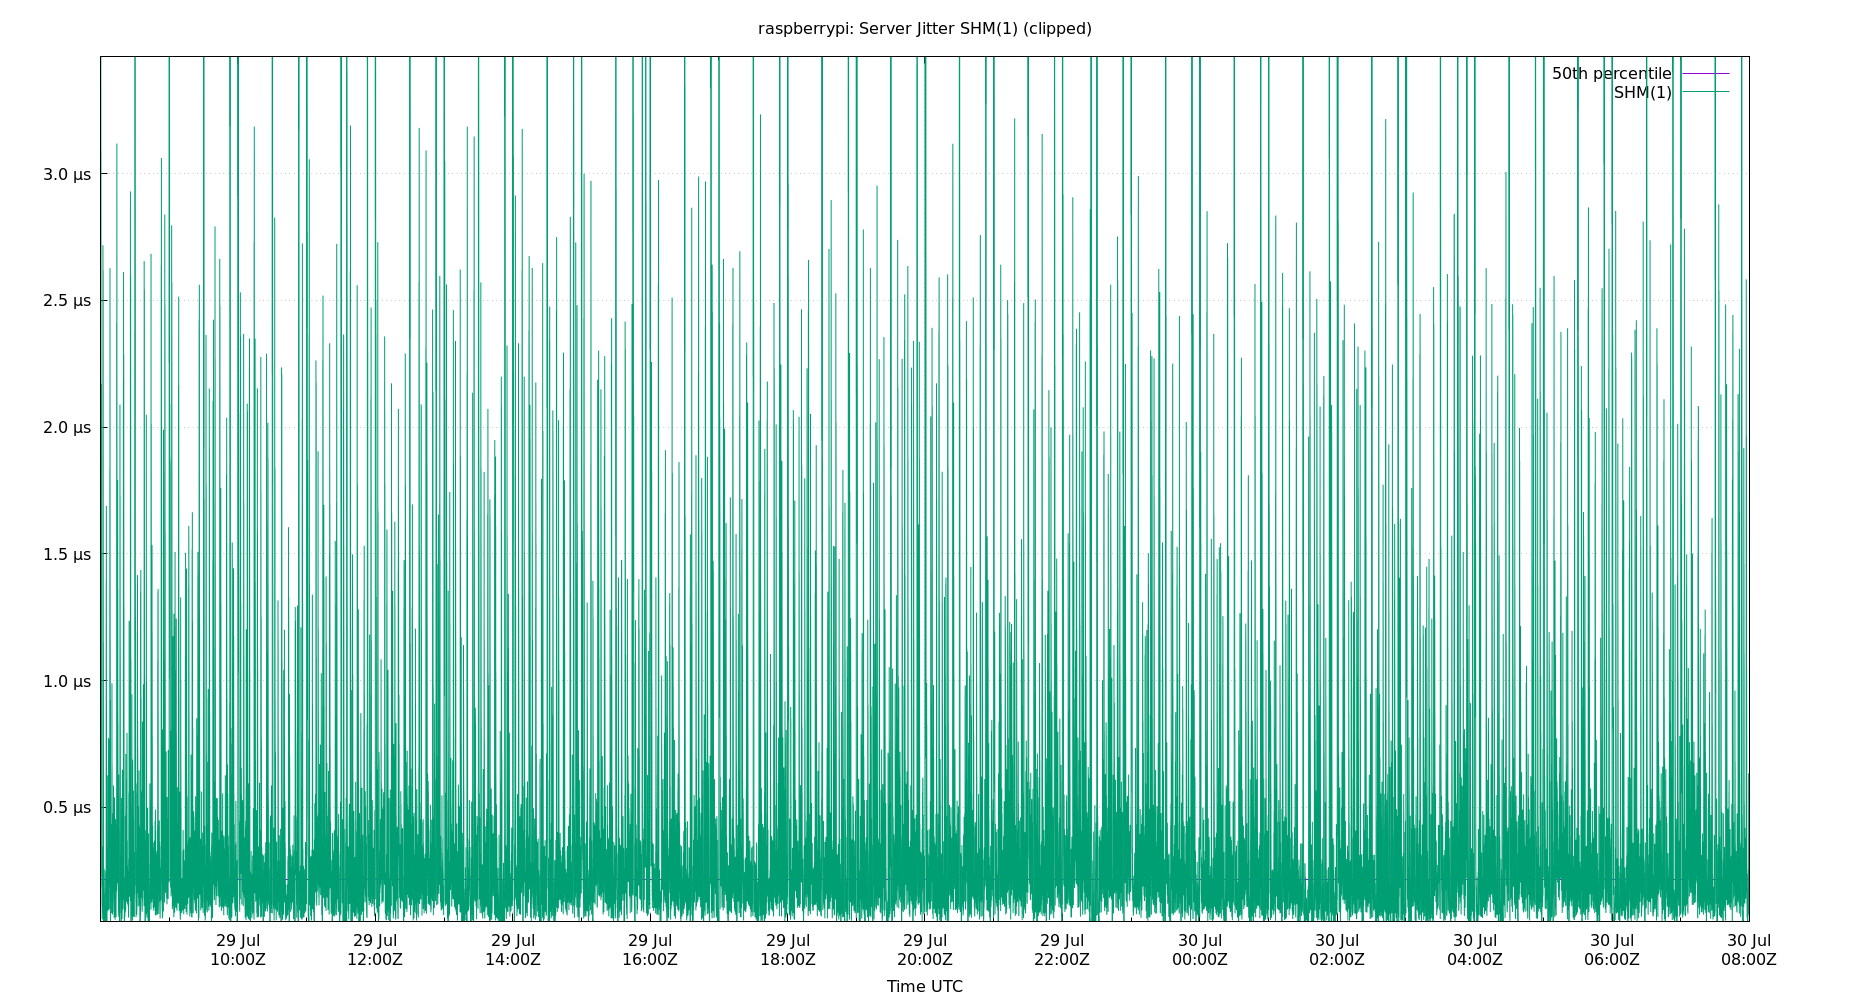 raspberrypi: Server Jitter SHM(1) (clipped)
50th percentile
SHM(1)
3.0 µs
2.5 µs
2.0 µs
1.5 µs
1.0 µs
0.5 µs
29 Jul 29 Jul 29 Jul 29 Jul 29 Jul 29 Jul 29 Jul 30 Jul 30 Jul 30 Jul 30 Jul 30 Jul
10:00Z 12:00Z 14:00Z 16:00Z 18:00Z 20:00Z 22:00Z 00:00Z 02:00Z 04:00Z 06:00Z 08:00Z
Time UTC